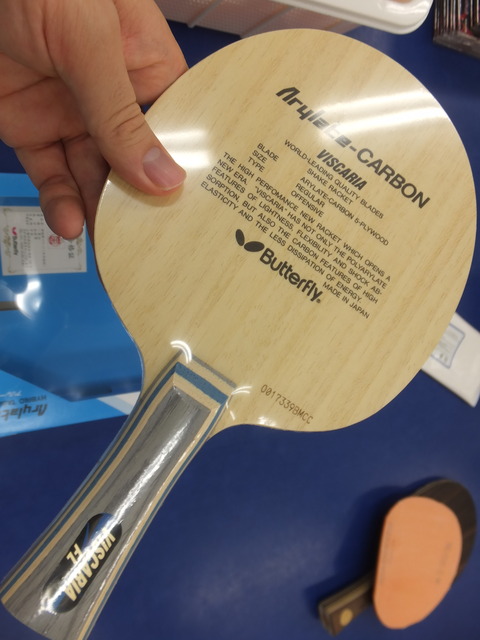 Arylate-CARBON
VISCARIA
WORLD-LEADING QUALITY BLADES
SHAKE RACKET
BLADE ARYLATE-CARBON 5-PLYWOOD
SIZE REGULAR
TYPE OFFENSIVE
THE HIGH PERFOMANCE NEW RACKET WHICH OPENS A
NEW ERA. "VISCARIA" HAS NOT ONLY THE POLYARYLATE
FEATURES OF LIGHTNESS, FLEXIBILITY AND SHOCK AB-
SORPTION BUT ALSO THE CARBON FEATURES OF HIGH
ELASTICITY AND THE LESS DISSIPATION OF ENERGY.
Butterfly.
MADE IN JAPAN
VISCARIA
FL
Arylate